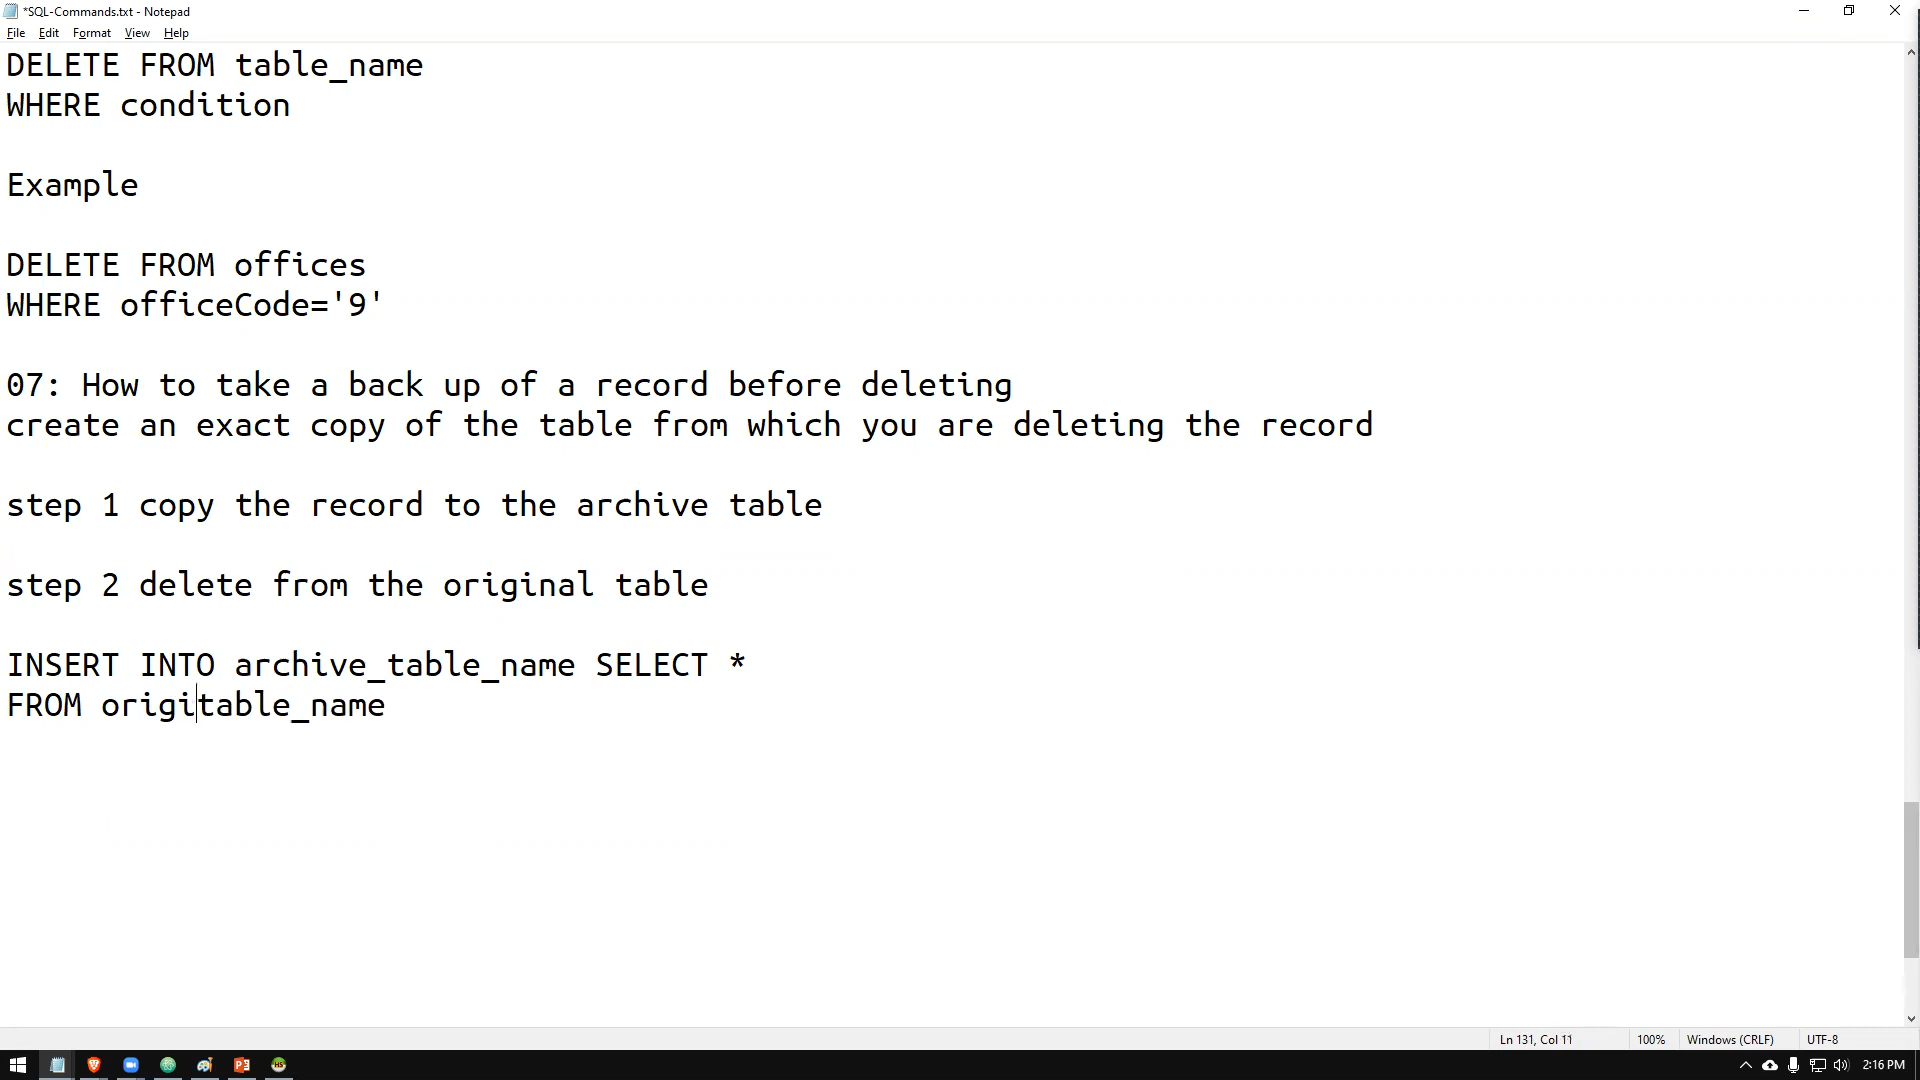 *SQL-Commands.txt - Notepad
File Edit Format View Help
DELETE FROM table_name
WHERE condition
Example
DELETE FROM offices
WHERE officeCode='9'
07: How to take a back up of a record before deleting
create an exact copy of the table from which you are deleting the record
step 1 copy the record to the archive table
step 2 delete from the original table
INSERT INTO archive_table_name SELECT *
FROM origitable_name
Ln 131, Col 11 100% Windows (CRLF) UTF-8
2:16 PM